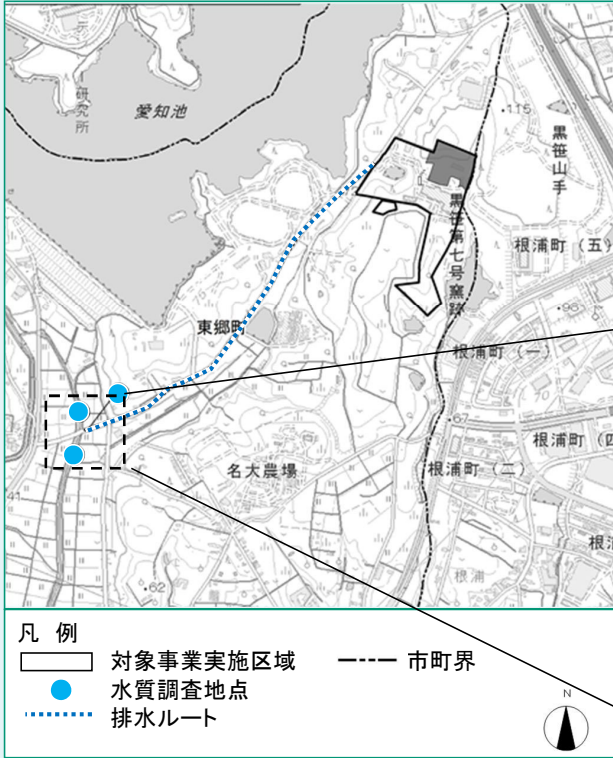 研究所
愛知池
・115
黒笹山手
黒笹第七号窯跡
根浦町(五)
・96
東郷町
根浦町(一)
・67
根浦町(四
名大農場
根浦町(二)
41
根浦
根浦
・62
凡 例
対象事業実施区域
市町界
水質調査地点
排水ルート
N